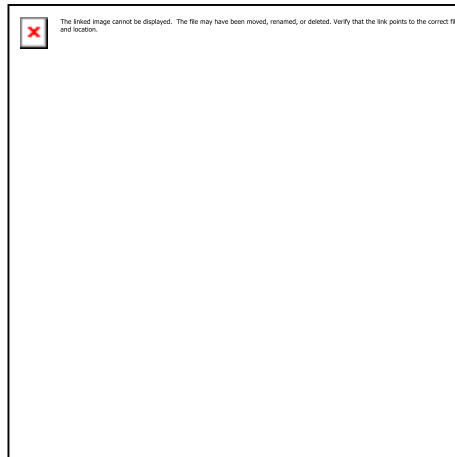 The linked image cannot be displayed. The file may have been moved, renamed, or deleted. Verify that the link points to the correct fil
and location.